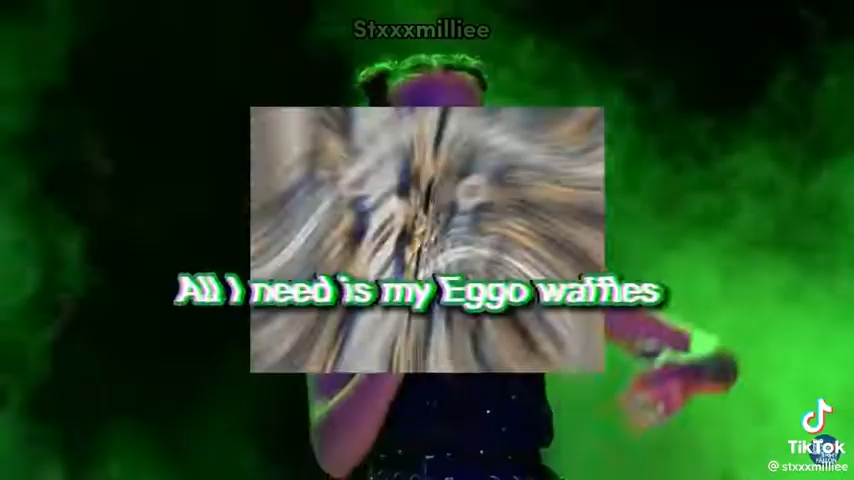 Stxxxmilliee
All I need is my Eggo waffles
TikTok
@ stxxxmilliee